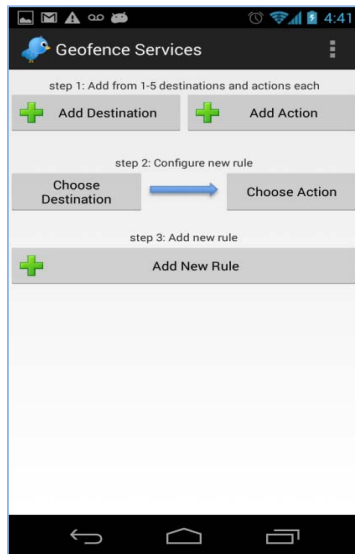 4:41
Geofence Services
step 1: Add from 1-5 destinations and actions each
Add Destination
Add Action
step 2: Configure new rule
Choose
Destination
Choose Action
step 3: Add new rule
Add New Rule